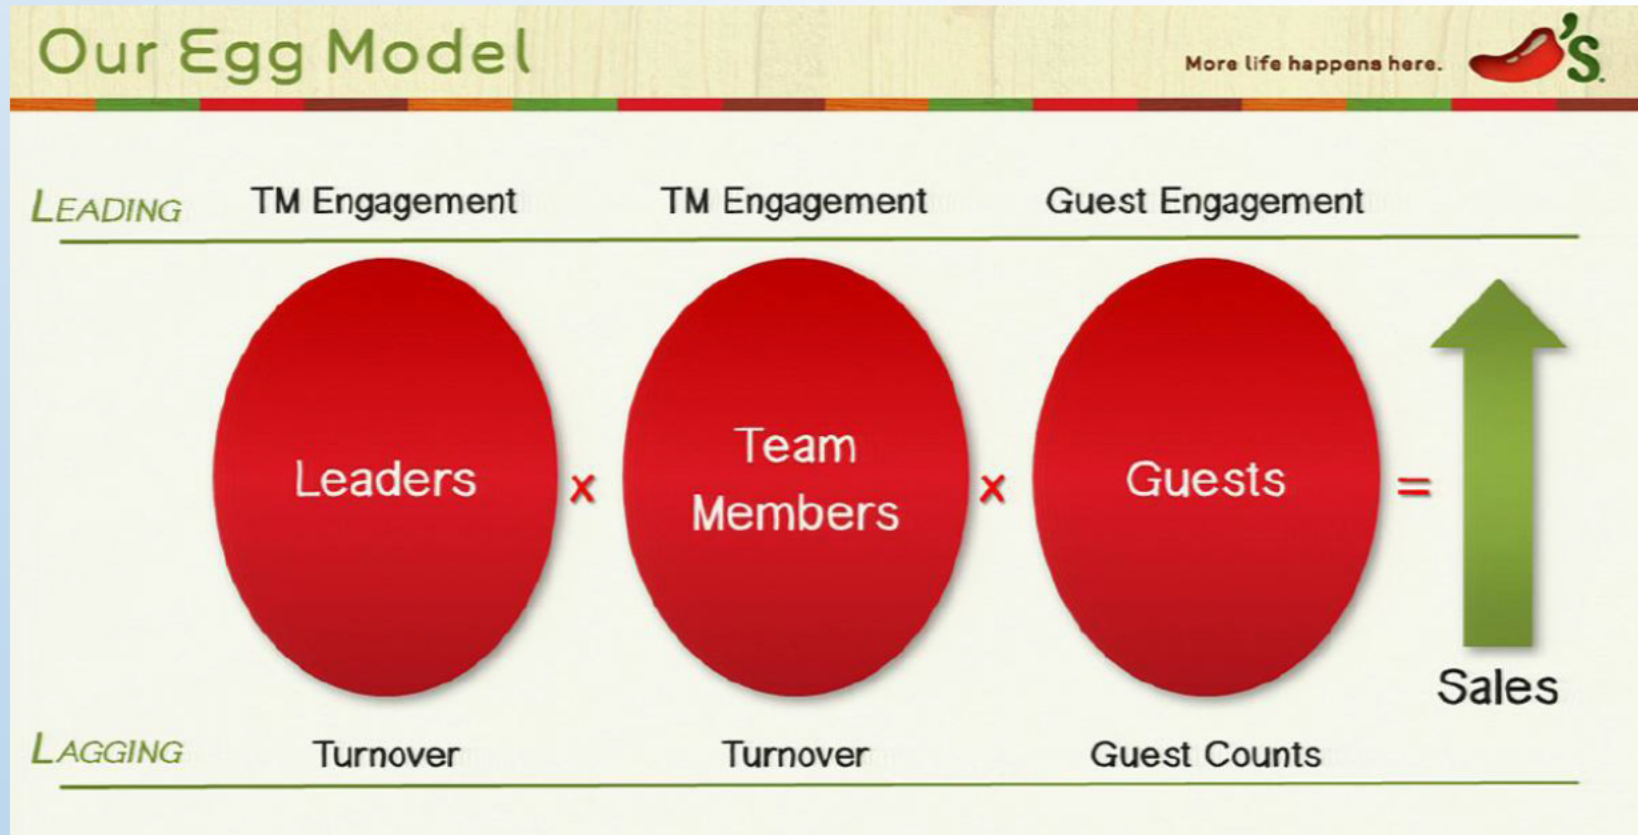 Our Egg Model
More life happens here.
's
LEADING
TM Engagement
TM Engagement
Guest Engagement
Leaders
x
Team
Members
x
Guests
=
Sales
LAGGING
Turnover
Turnover
Guest Counts